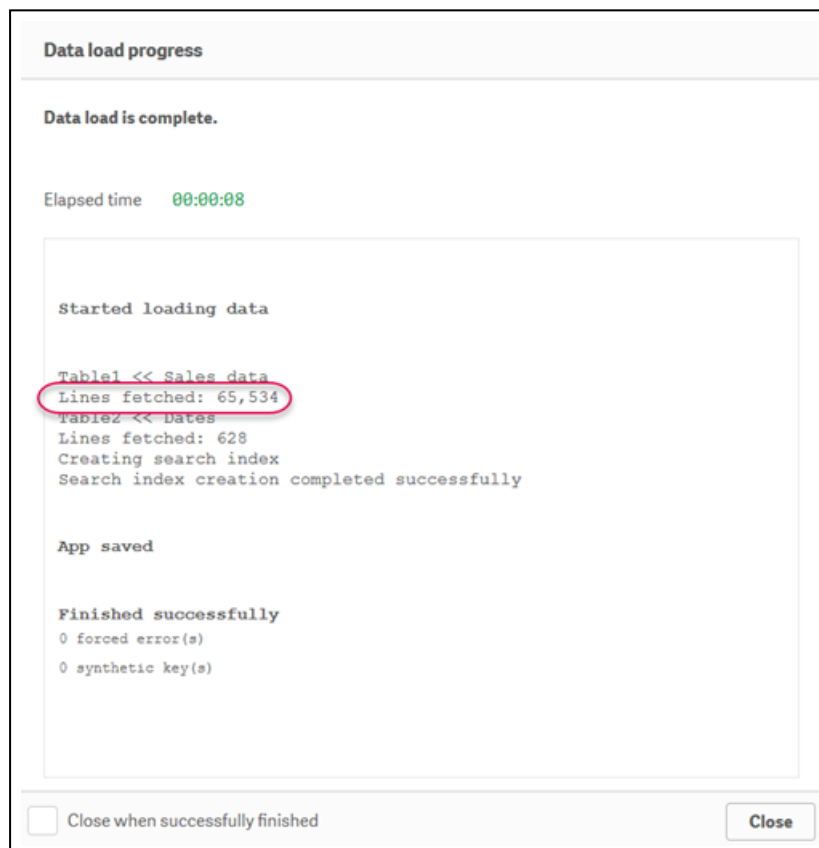 Data load progress
Data load is complete.
Elapsed time 00:00:08
Started loading data
Table1 << Sales data
Lines fetched: 65,534
Table2 << Dates
Lines fetched: 628
Creating search index
Search index creation completed successfully
App saved
Finished successfully
0 forced error(s)
0 synthetic key(s)
Close when successfully finished
Close